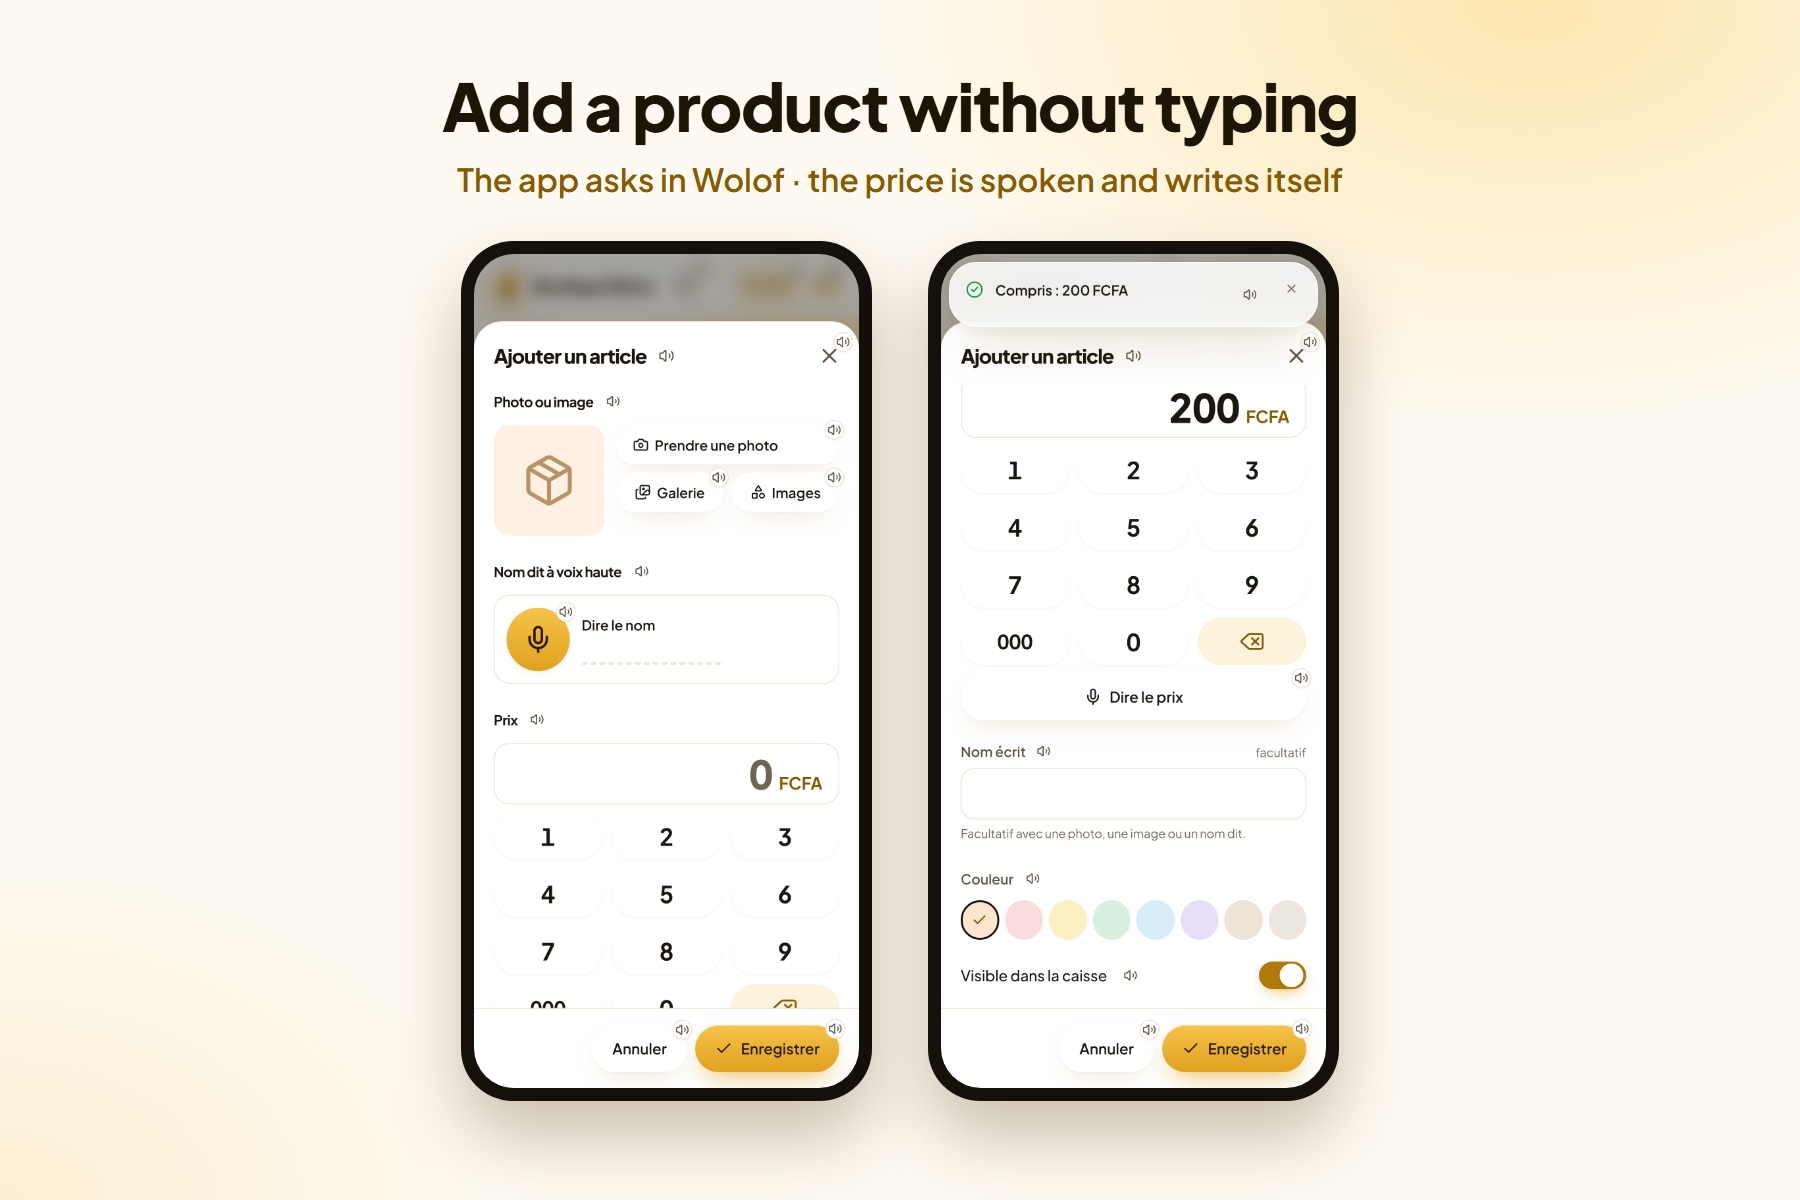 Add a product without typing
The app asks in Wolof · the price is spoken and writes itself
Ajouter un article
Photo ou image
Prendre une photo
Galerie
Images
Nom dit à voix haute
Dire le nom
Prix
0 FCFA
1 2 3
4 5 6
7 8 9
000 0
Annuler
Enregistrer
Compris : 200 FCFA
Ajouter un article
200 FCFA
1 2 3
4 5 6
7 8 9
000 0
Dire le prix
Nom écrit facultatif
Facultatif avec une photo, une image ou un nom dit.
Couleur
Visible dans la caisse
Annuler
Enregistrer